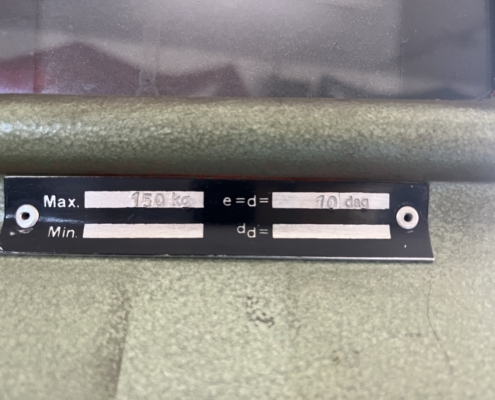 Max. 150 kg e=d= 10 dag
Min. dd=